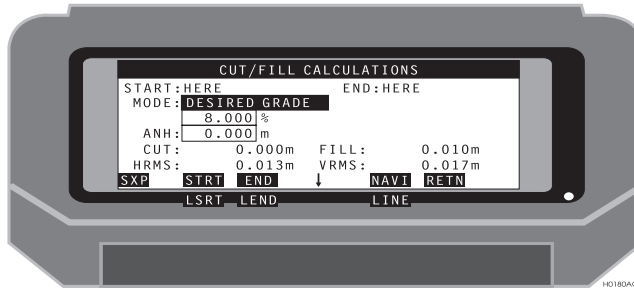 CUT/FILL CALCULATIONS
START:HERE END:HERE
MODE: DESIRED GRADE
8.000 %
ANH: 0.000 m
CUT: 0.000m FILL: 0.010m
HRMS: 0.013m VRMS: 0.017m
SXP STRT END ↓ NAVI RETN
LSRT LEND LINE